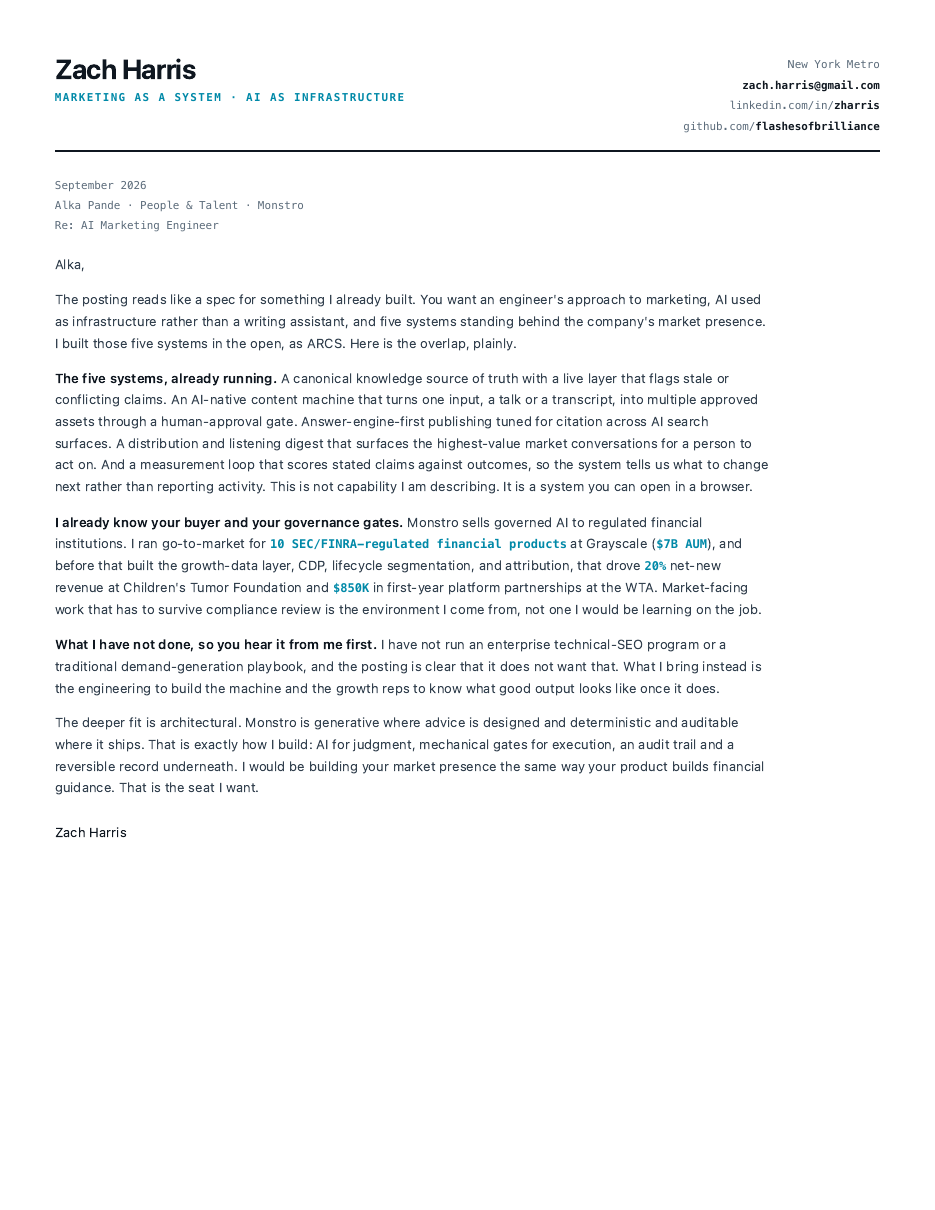 Zach Harris
MARKETING AS A SYSTEM · AI AS INFRASTRUCTURE
New York Metro
zach.harris@gmail.com
linkedin.com/in/zharris
github.com/flashesofbrilliance
September 2026
Alka Pande · People & Talent · Monstro
Re: AI Marketing Engineer
Alka,
The posting reads like a spec for something I already built. You want an engineer's approach to marketing, AI used
as infrastructure rather than a writing assistant, and five systems standing behind the company's market presence.
I built those five systems in the open, as ARCS. Here is the overlap, plainly.
The five systems, already running. A canonical knowledge source of truth with a live layer that flags stale or
conflicting claims. An AI-native content machine that turns one input, a talk or a transcript, into multiple approved
assets through a human-approval gate. Answer-engine-first publishing tuned for citation across AI search
surfaces. A distribution and listening digest that surfaces the highest-value market conversations for a person to
act on. And a measurement loop that scores stated claims against outcomes, so the system tells us what to change
next rather than reporting activity. This is not capability I am describing. It is a system you can open in a browser.
I already know your buyer and your governance gates. Monstro sells governed AI to regulated financial
institutions. I ran go-to-market for 10 SEC/FINRA-regulated financial products at Grayscale ($7B AUM), and
before that built the growth-data layer, CDP, lifecycle segmentation, and attribution, that drove 20% net-new
revenue at Children's Tumor Foundation and $850K in first-year platform partnerships at the WTA. Market-facing
work that has to survive compliance review is the environment I come from, not one I would be learning on the job.
What I have not done, so you hear it from me first. I have not run an enterprise technical-SEO program or a
traditional demand-generation playbook, and the posting is clear that it does not want that. What I bring instead is
the engineering to build the machine and the growth reps to know what good output looks like once it does.
The deeper fit is architectural. Monstro is generative where advice is designed and deterministic and auditable
where it ships. That is exactly how I build: AI for judgment, mechanical gates for execution, an audit trail and a
reversible record underneath. I would be building your market presence the same way your product builds financial
guidance. That is the seat I want.
Zach Harris